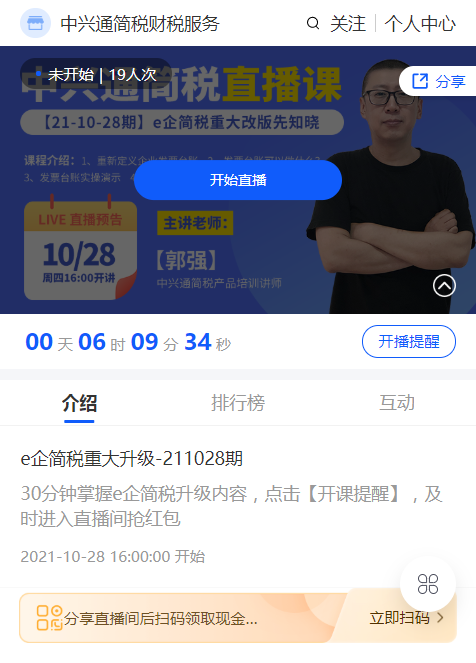 中兴通简税财税服务
关注
个人中心
未开始 | 19人次
分享
中兴通简税直播课
【21-10-28期】e企简税重大改版先知晓
课程介绍：1、重新定义企业发票台账
3、发票台账实操演示
开始直播
LIVE 直播预告
10/28
周四16:00开讲
主讲老师：
【郭强】
中兴通简税产品培训讲师
00 天 06 时 09 分 34 秒
开播提醒
介绍
排行榜
互动
e企简税重大升级-211028期
30分钟掌握e企简税升级内容，点击【开课提醒】，及
时进入直播间抢红包
2021-10-28 16:00:00 开始
分享直播间后扫码领取现金...
立即扫码